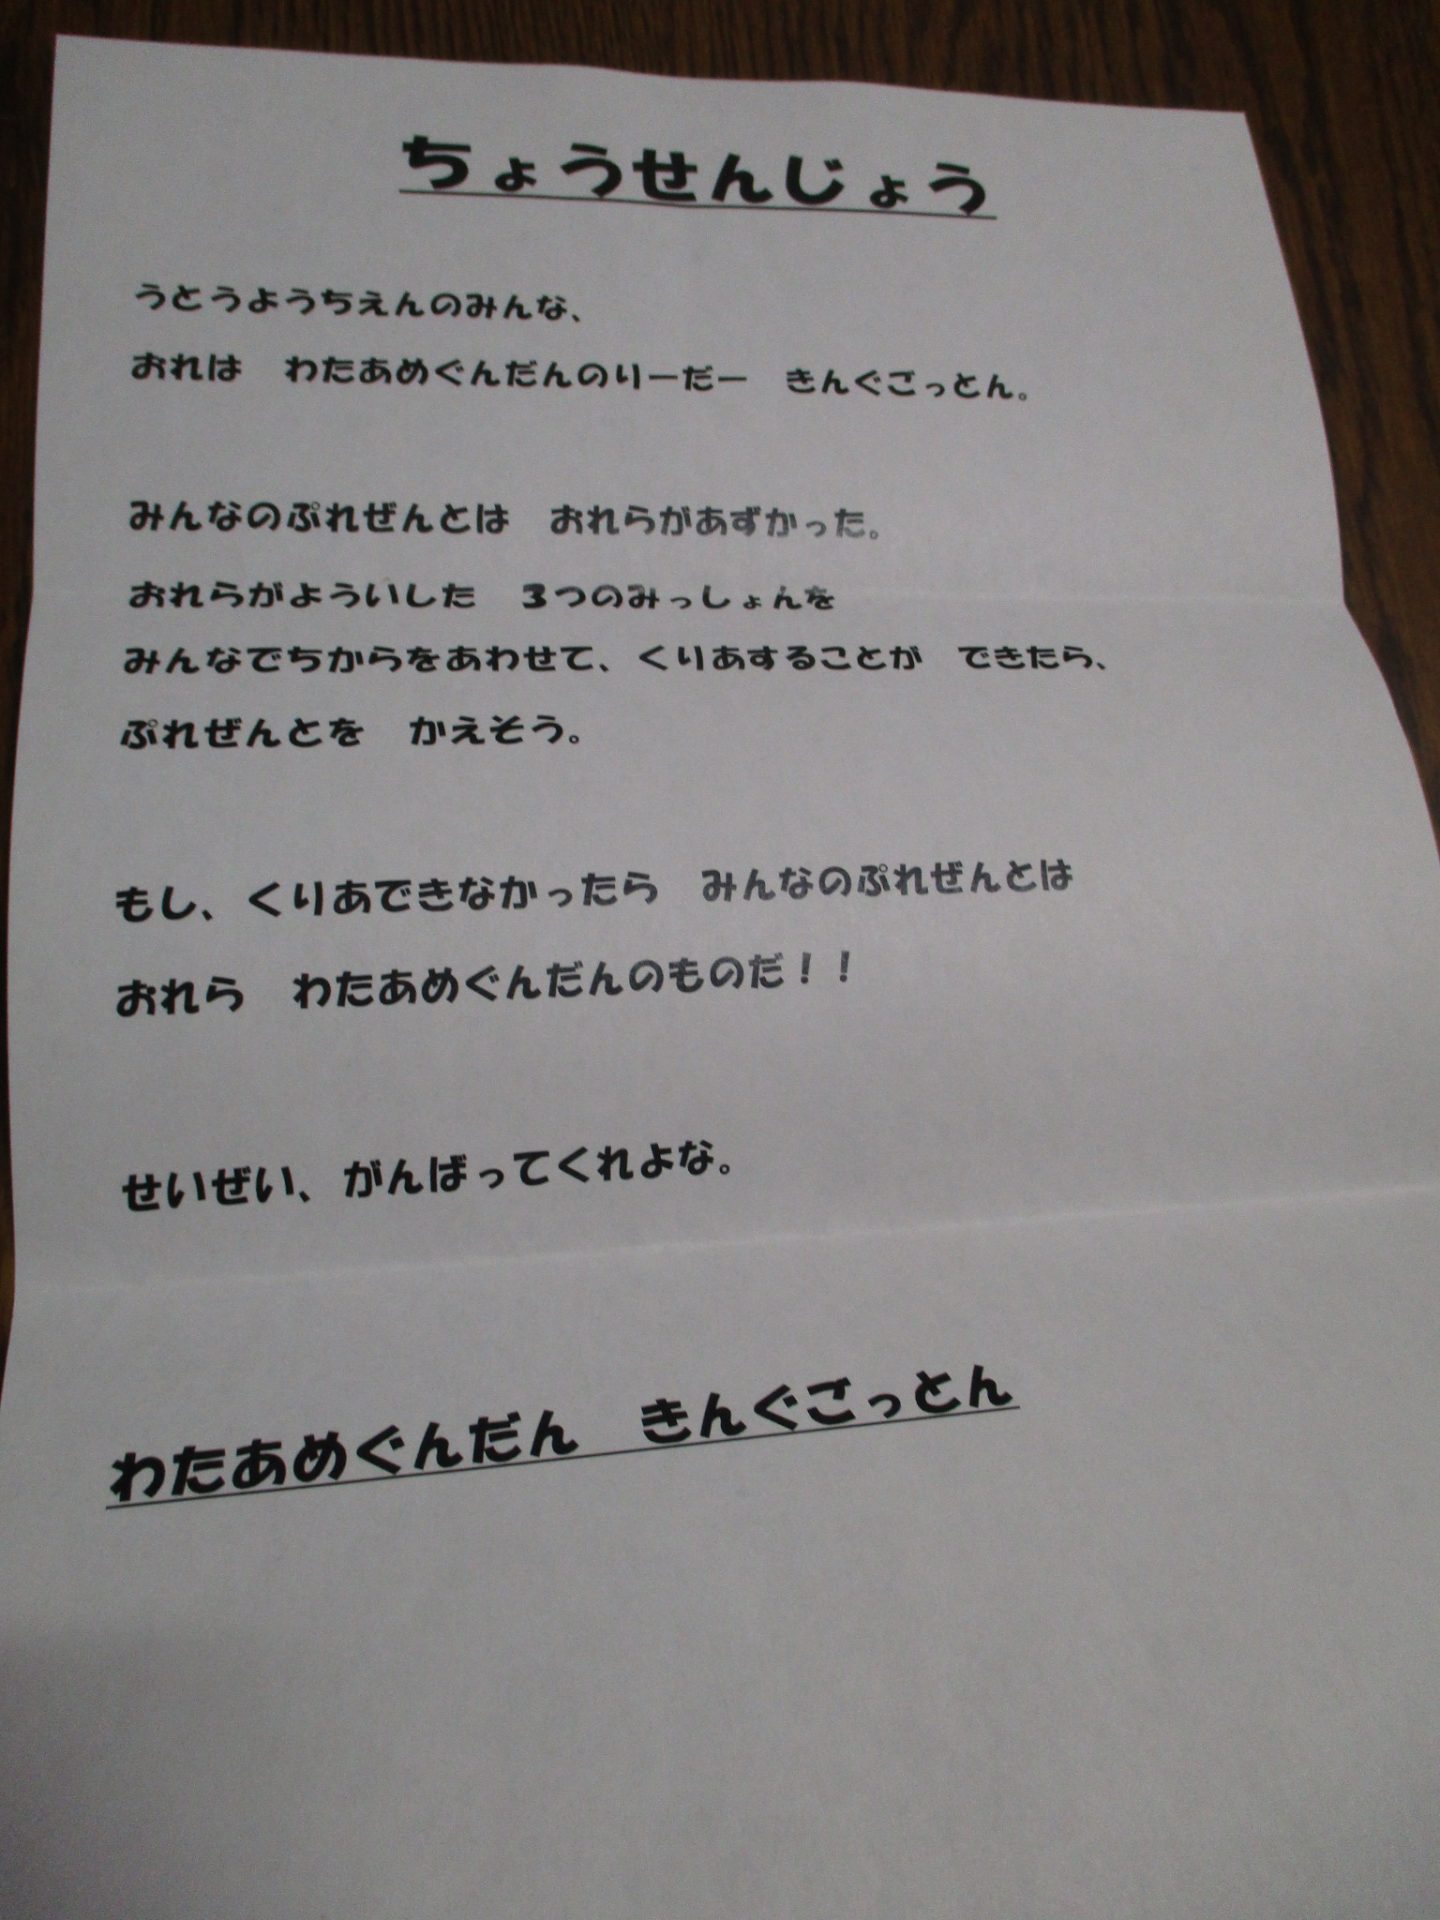 ちょうせんじょう
うとうようちえんのみんな、
おれは　わたあめぐんだんのりーだー　きんぐごっとん。
みんなのぷれぜんとは　おれらがあずかった。
おれらがよういした　３つのみっしょんを
みんなでちからをあわせて、くりあすることが　できたら、
ぷれぜんとを　かえそう。
もし、くりあできなかったら　みんなのぷれぜんとは
おれら　わたあめぐんだんのものだ！！
せいぜい、がんばってくれよな。
わたあめぐんだん　きんぐごっとん